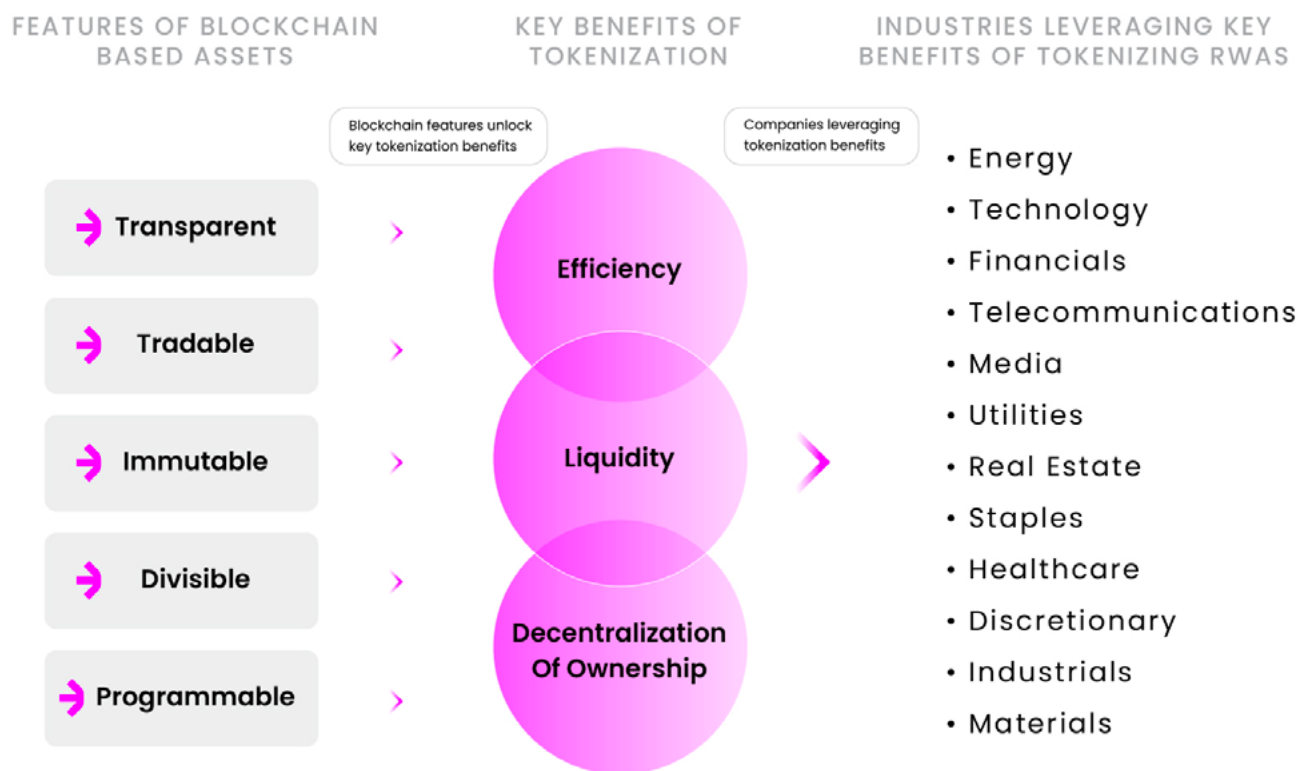 FEATURES OF BLOCKCHAIN
BASED ASSETS
KEY BENEFITS OF
TOKENIZATION
INDUSTRIES LEVERAGING KEY
BENEFITS OF TOKENIZING RWAS
Blockchain features unlock
key tokenization benefits
Companies leveraging
tokenization benefits
Transparent
Tradable
Immutable
Divisible
Programmable
Efficiency
Liquidity
Decentralization
Of Ownership
• Energy
• Technology
• Financials
• Telecommunications
• Media
• Utilities
• Real Estate
• Staples
• Healthcare
• Discretionary
• Industrials
• Materials